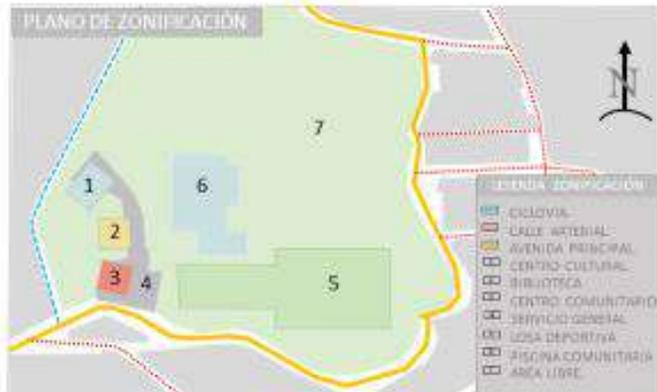 PLANO DE ZONIFICACIÓN
N
7
1
6
2
3
4
5
LEYENDA ZONIFICACIÓN
CICLOVIA
CALLE ARTERIAL
AVENIDA PRINCIPAL
CENTRO CULTURAL
BIBLIOTECA
CENTRO COMUNITARIO
SERVICIO GENERAL
LOSA DEPORTIVA
PISCINA COMUNITARIA
AREA LIBRE